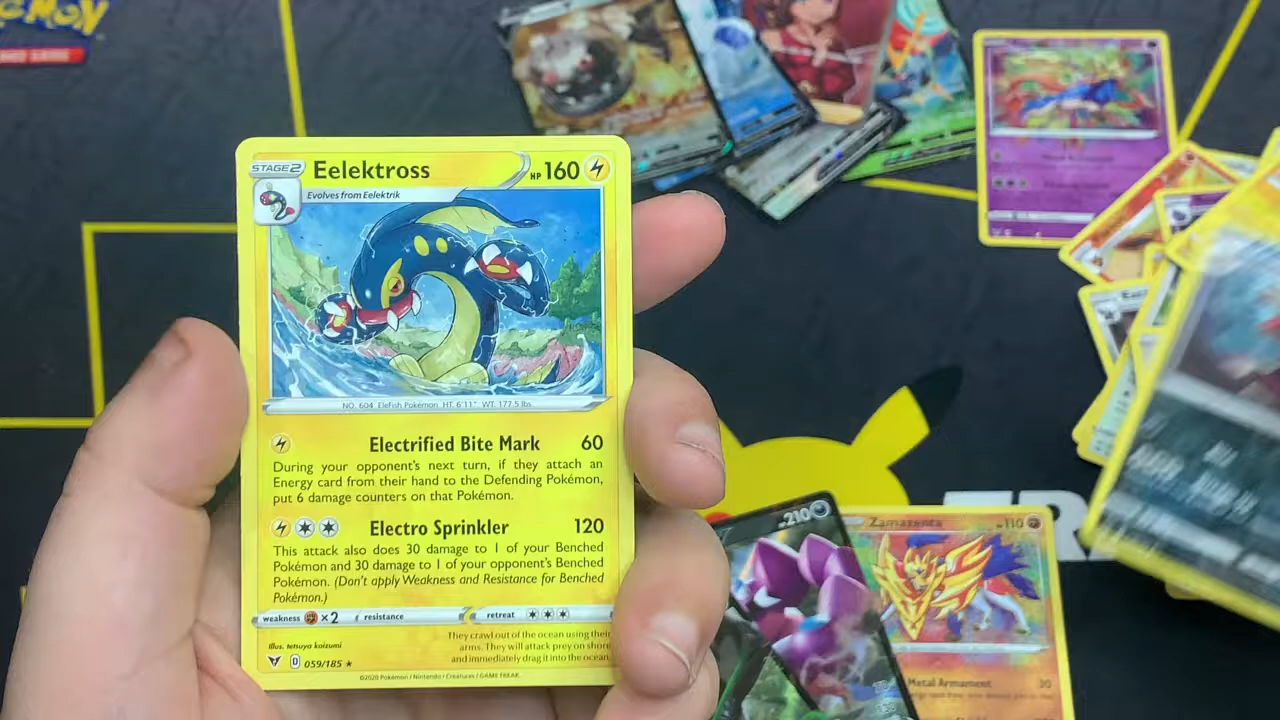 STAGE 2 Eelektross HP 160
Evolves from Eelektrik
NO. 604 EleFish Pokémon HT. 6'11" WT. 177.5 lbs
Electrified Bite Mark 60
During your opponent's next turn, if they attach an
Energy card from their hand to the Defending Pokémon,
put 6 damage counters on that Pokémon.
Electro Sprinkler 120
This attack also does 30 damage to 1 of your Benched
Pokémon and 30 damage to 1 of your opponent's Benched
Pokémon. (Don't apply Weakness and Resistance for Benched
Pokémon.)
weakness ×2 resistance retreat
Illus. tetsuya koizumi
They crawl out of the ocean using their
arms. They will attack prey on shore
and immediately drag it into the ocean
D 059/185 ★
©2020 Pokémon / Nintendo / Creatures / GAME FREAK
210
Zamazenta 110
Metal Armament 30